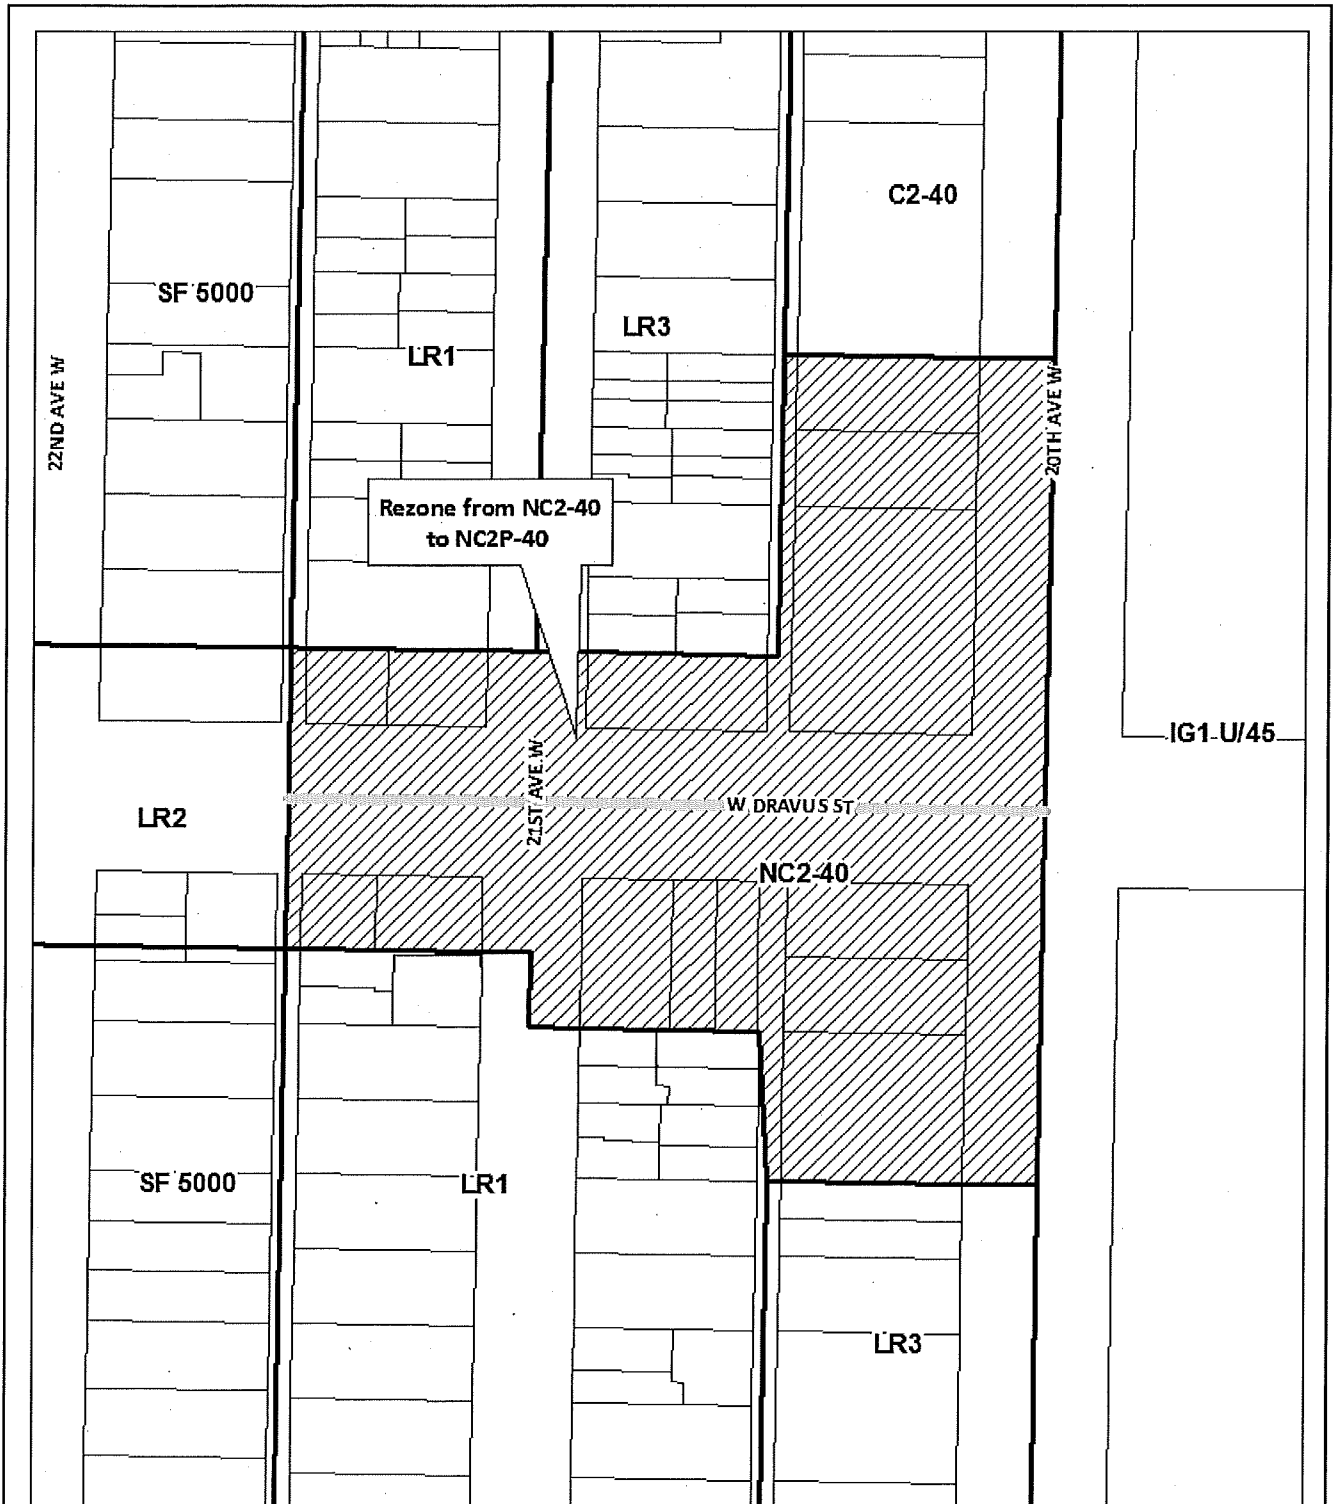 C2-40
SF 5000
LR3
LR1
22ND AVE W
20TH AVE W
Rezone from NC2-40
to NC2P-40
IG1 U/45
21ST AVE W
W DRAVUS ST
LR2
NC2-40
SF 5000
LR1
LR3